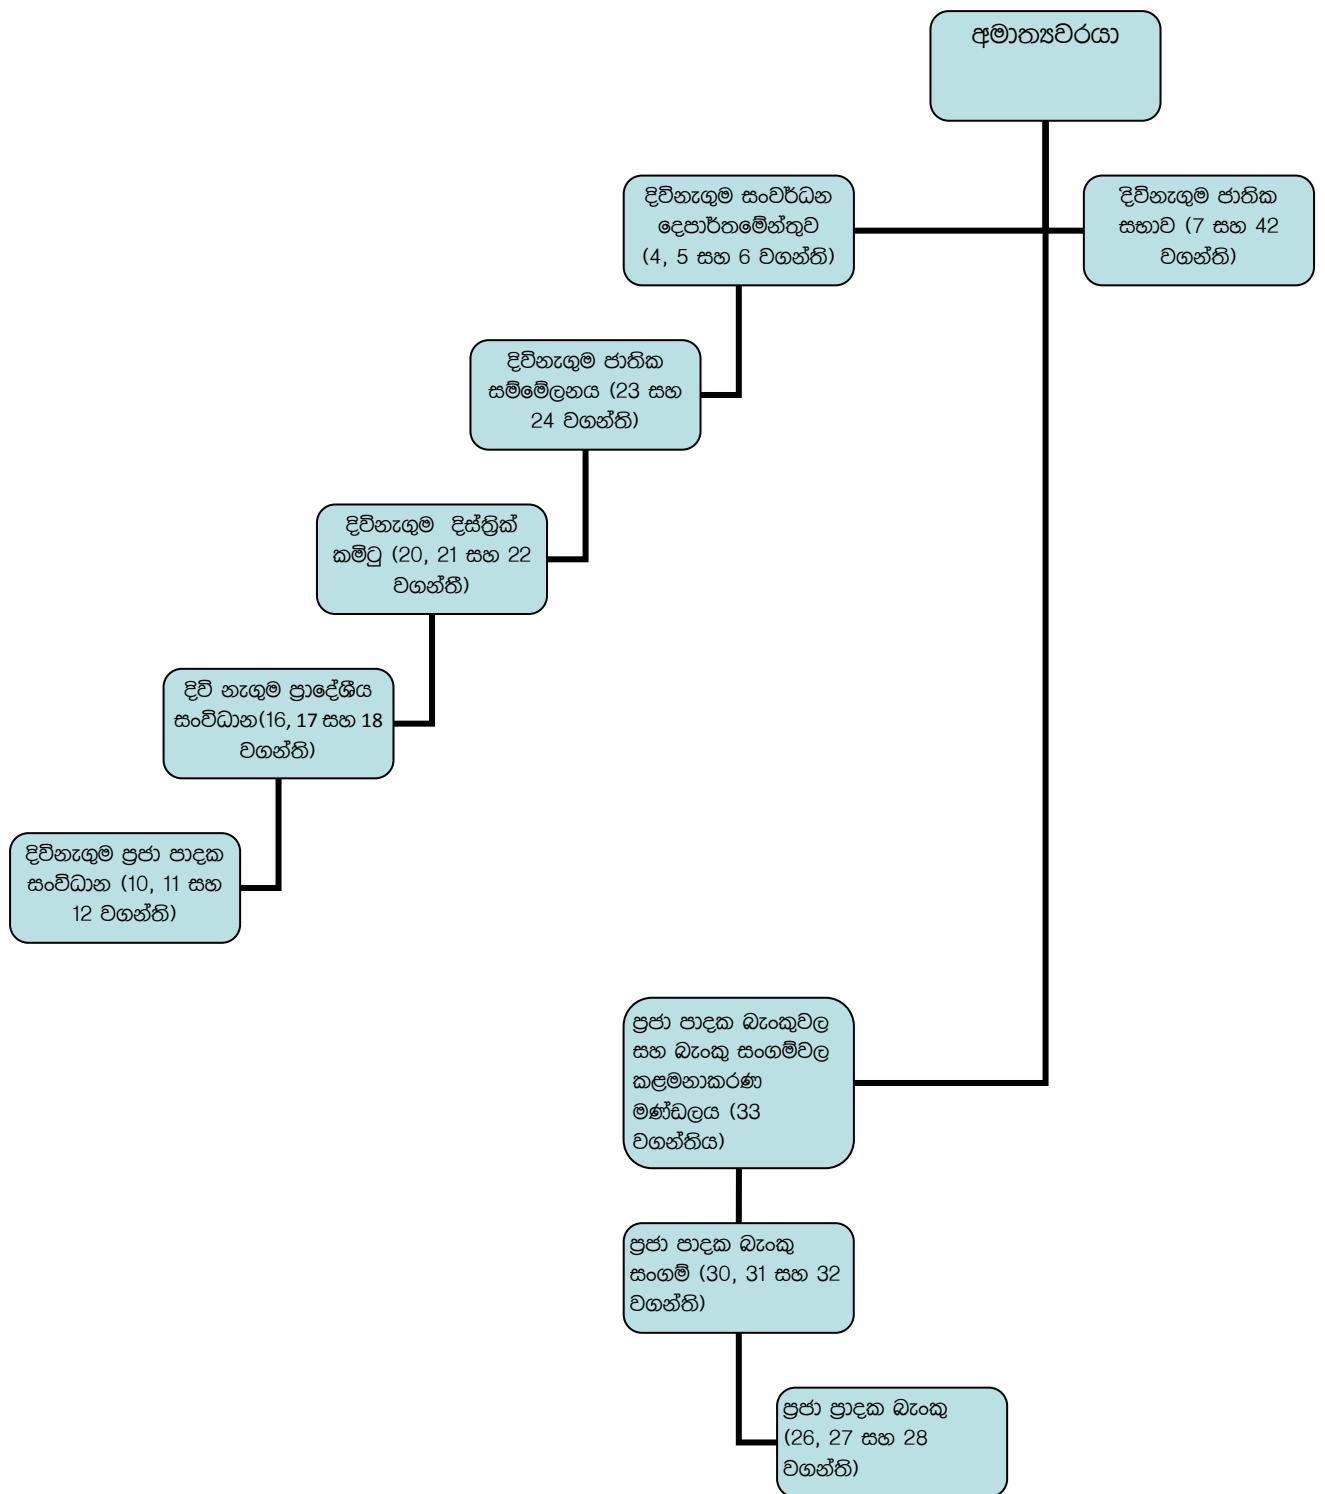 අමාත්‍යවරයා
දිවිනැගුම සංවර්ධන
දෙපාර්තමේන්තුව
(4, 5 සහ 6 වගන්ති)
දිවිනැගුම ජාතික
සභාව (7 සහ 42
වගන්ති)
දිවිනැගුම ජාතික
සම්මේලනය (23 සහ
24 වගන්ති)
දිවිනැගුම දිස්ත්‍රික්
කමිටු (20, 21 සහ 22
වගන්තී)
දිවි නැගුම ප්‍රාදේශීය
සංවිධාන(16, 17 සහ 18
වගන්ති)
දිවිනැගුම ප්‍රජා පාදක
සංවිධාන (10, 11 සහ
12 වගන්ති)
ප්‍රජා පාදක බැංකුවල
සහ බැංකු සංගම්වල
කළමනාකරණ
මණ්ඩලය (33
වගන්තිය)
ප්‍රජා පාදක බැංකු
සංගම් (30, 31 සහ 32
වගන්ති)
ප්‍රජා ප්‍රාදක බැංකු
(26, 27 සහ 28
වගන්ති)